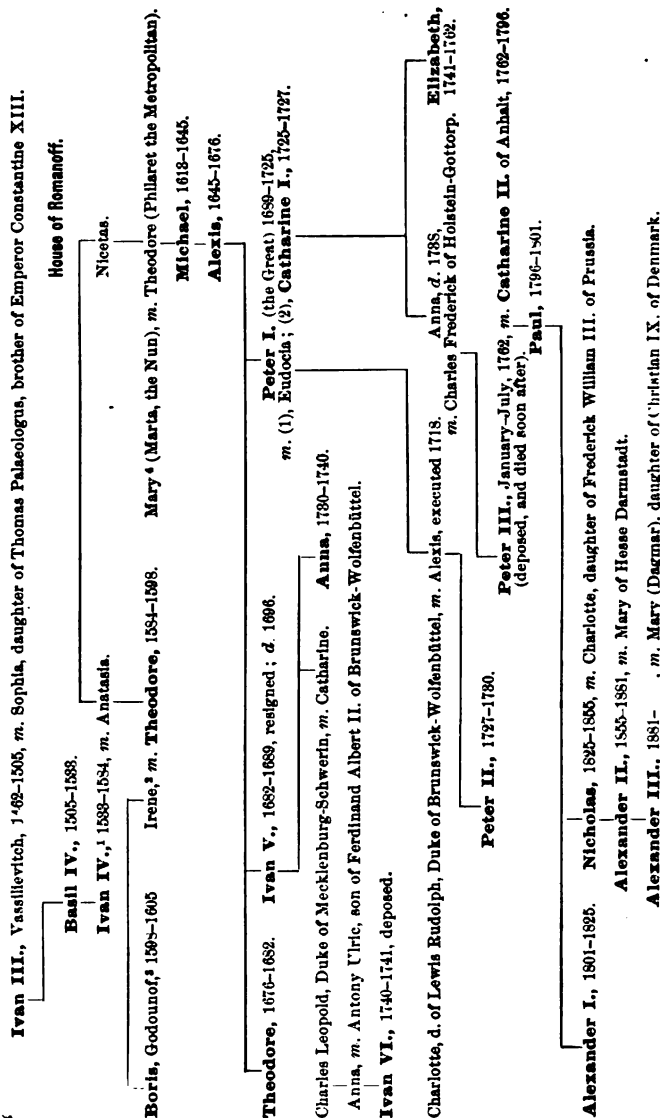 Ivan III., Vassilievitch, 1462-1505, m. Sophia, daughter of Thomas Palaeologus, brother of Emperor Constantine XIII.
House of Romanoff.
Basil IV., 1505-1533.
Ivan IV.,¹ 1533-1584, m. Anatasia.
Nicetas.
Boris, Godounof,³ 1598-1605
Irene,² m. Theodore, 1584-1598.
Mary ⁴ (Marta, the Nun), m. Theodore (Philaret the Metropolitan).
Michael, 1613-1645.
Alexis, 1645-1676.
Theodore, 1676-1682.
Ivan V., 1682-1689, resigned; d. 1696.
Peter I. (the Great) 1689-1725,
m. (1), Eudocia; (2), Catharine I., 1725-1727.
Charles Leopold, Duke of Mecklenburg-Schwerin, m. Catharine.
Anna, 1730-1740.
Anna, m. Antony Ulric, son of Ferdinand Albert II. of Brunswick-Wolfenbüttel.
Ivan VI., 1740-1741, deposed.
Charlotte, d. of Lewis Rudolph, Duke of Brunswick-Wolfenbüttel, m. Alexis, executed 1718.
Anna, d. 1738,
m. Charles Frederick of Holstein-Gottorp.
Elizabeth,
1741-1762.
Peter II., 1727-1730.
Peter III., January-July, 1762, m. Catharine II. of Anhalt, 1762-1796.
(deposed, and died soon after).
Paul, 1796-1801.
Alexander I., 1801-1825.
Nicholas, 1825-1855, m. Charlotte, daughter of Frederick William III. of Prussia.
Alexander II., 1855-1881, m. Mary of Hesse Darmstadt.
Alexander III., 1881- , m. Mary (Dagmar), daughter of Christian IX. of Denmark.